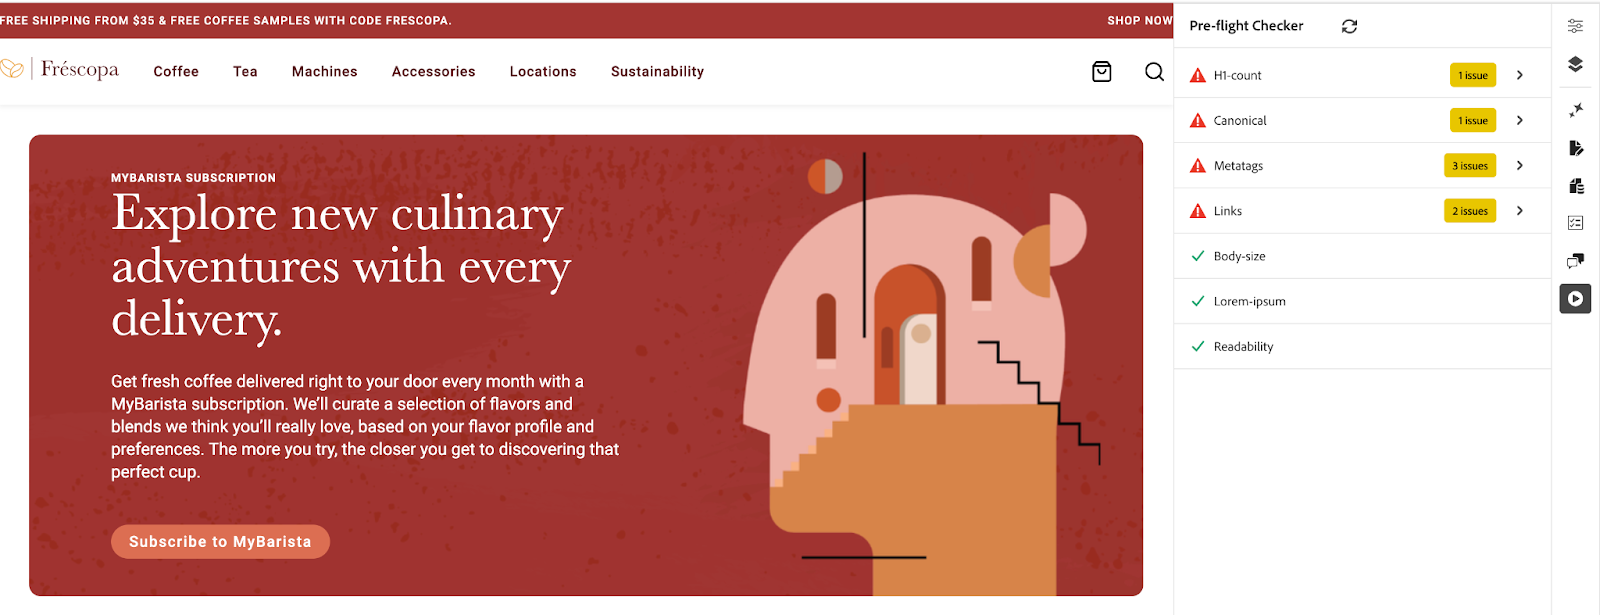 FREE SHIPPING FROM $35 & FREE COFFEE SAMPLES WITH CODE FRESCOPA.
SHOP NOW
Fréscopa
Coffee
Tea
Machines
Accessories
Locations
Sustainability
MYBARISTA SUBSCRIPTION
Explore new culinary
adventures with every
delivery.
Get fresh coffee delivered right to your door every month with a
MyBarista subscription. We’ll curate a selection of flavors and
blends we think you’ll really love, based on your flavor profile and
preferences. The more you try, the closer you get to discovering that
perfect cup.
Subscribe to MyBarista
Pre-flight Checker
H1-count
1 issue
Canonical
1 issue
Metatags
3 issues
Links
2 issues
Body-size
Lorem-ipsum
Readability